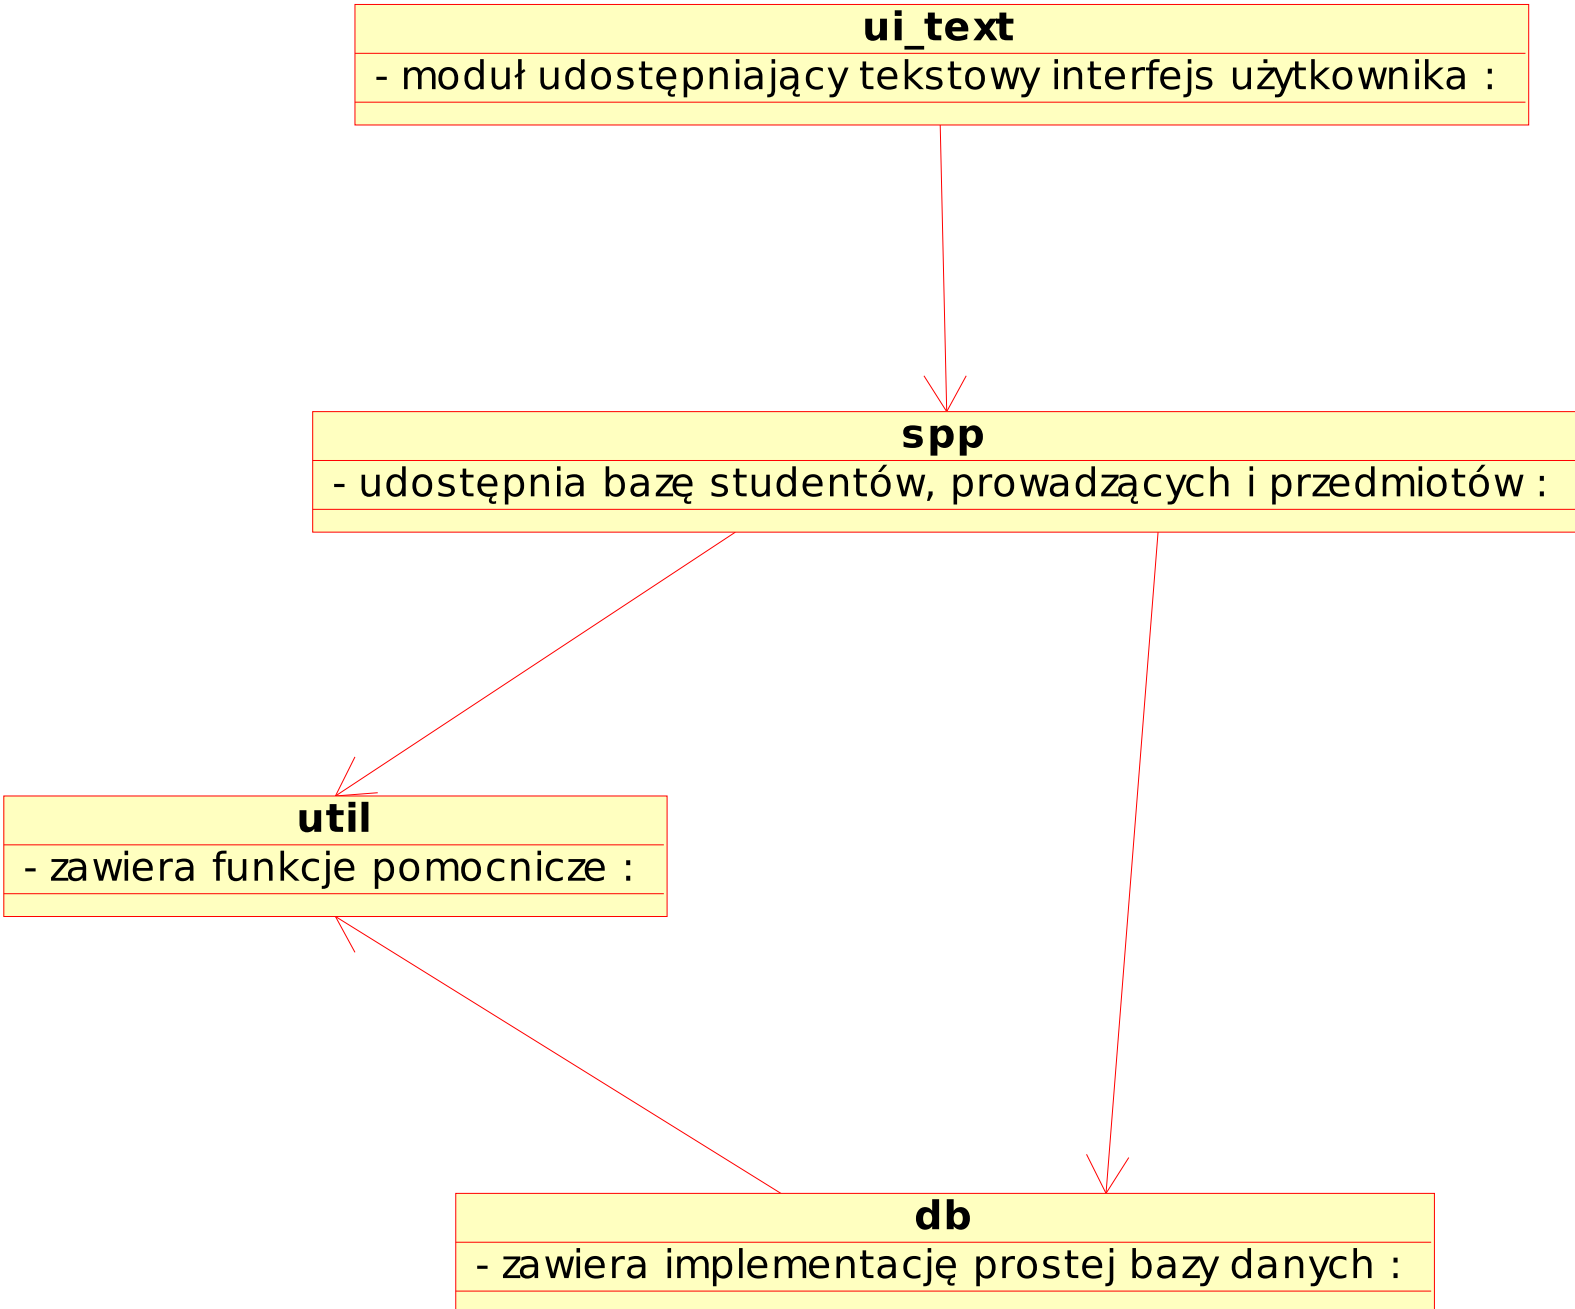 ui_text
- moduł udostępniający tekstowy interfejs użytkownika :
spp
- udostępnia bazę studentów, prowadzących i przedmiotów :
util
- zawiera funkcje pomocnicze :
db
- zawiera implementację prostej bazy danych :